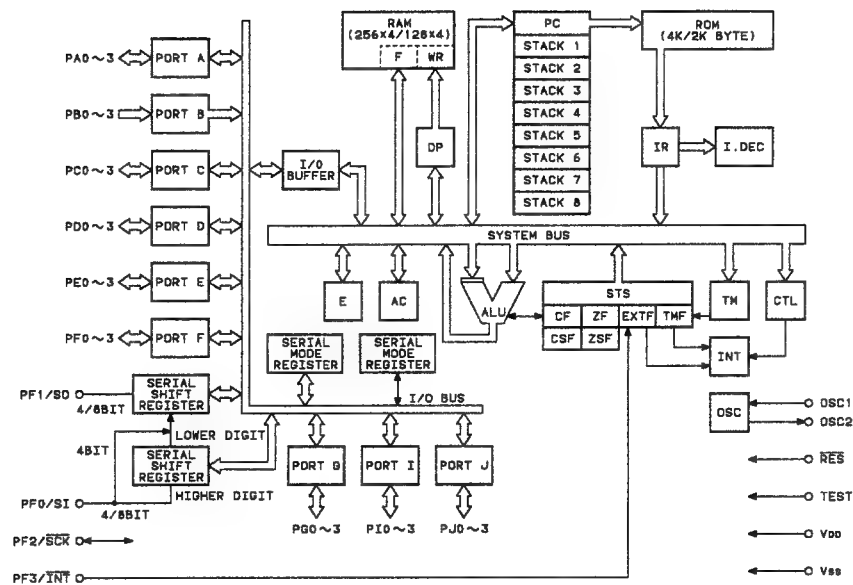 RAM
(256×4/128×4)
F WR
PC
STACK 1
STACK 2
STACK 3
STACK 4
STACK 5
STACK 6
STACK 7
STACK 8
ROM
(4K/2K BYTE)
PA0~3 PORT A
PB0~3 PORT B
PC0~3 PORT C
PD0~3 PORT D
PE0~3 PORT E
PF0~3 PORT F
I/O
BUFFER
DP
IR
I.DEC
SYSTEM BUS
E
AC
ALU
STS
CF ZF EXTF TMF
CSF ZSF
TM
CTL
INT
OSC
SERIAL
MODE
REGISTER
SERIAL
MODE
REGISTER
I/O BUS
PF1/SO
4/8BIT
SERIAL
SHIFT
REGISTER
4BIT
LOWER DIGIT
SERIAL
SHIFT
REGISTER
HIGHER DIGIT
PF0/SI
4/8BIT
PF2/S̅C̅K̅
PF3/I̅N̅T̅
PORT G
PORT I
PORT J
PG0~3
PI0~3
PJ0~3
OSC1
OSC2
R̅E̅S̅
TEST
VDD
VSS